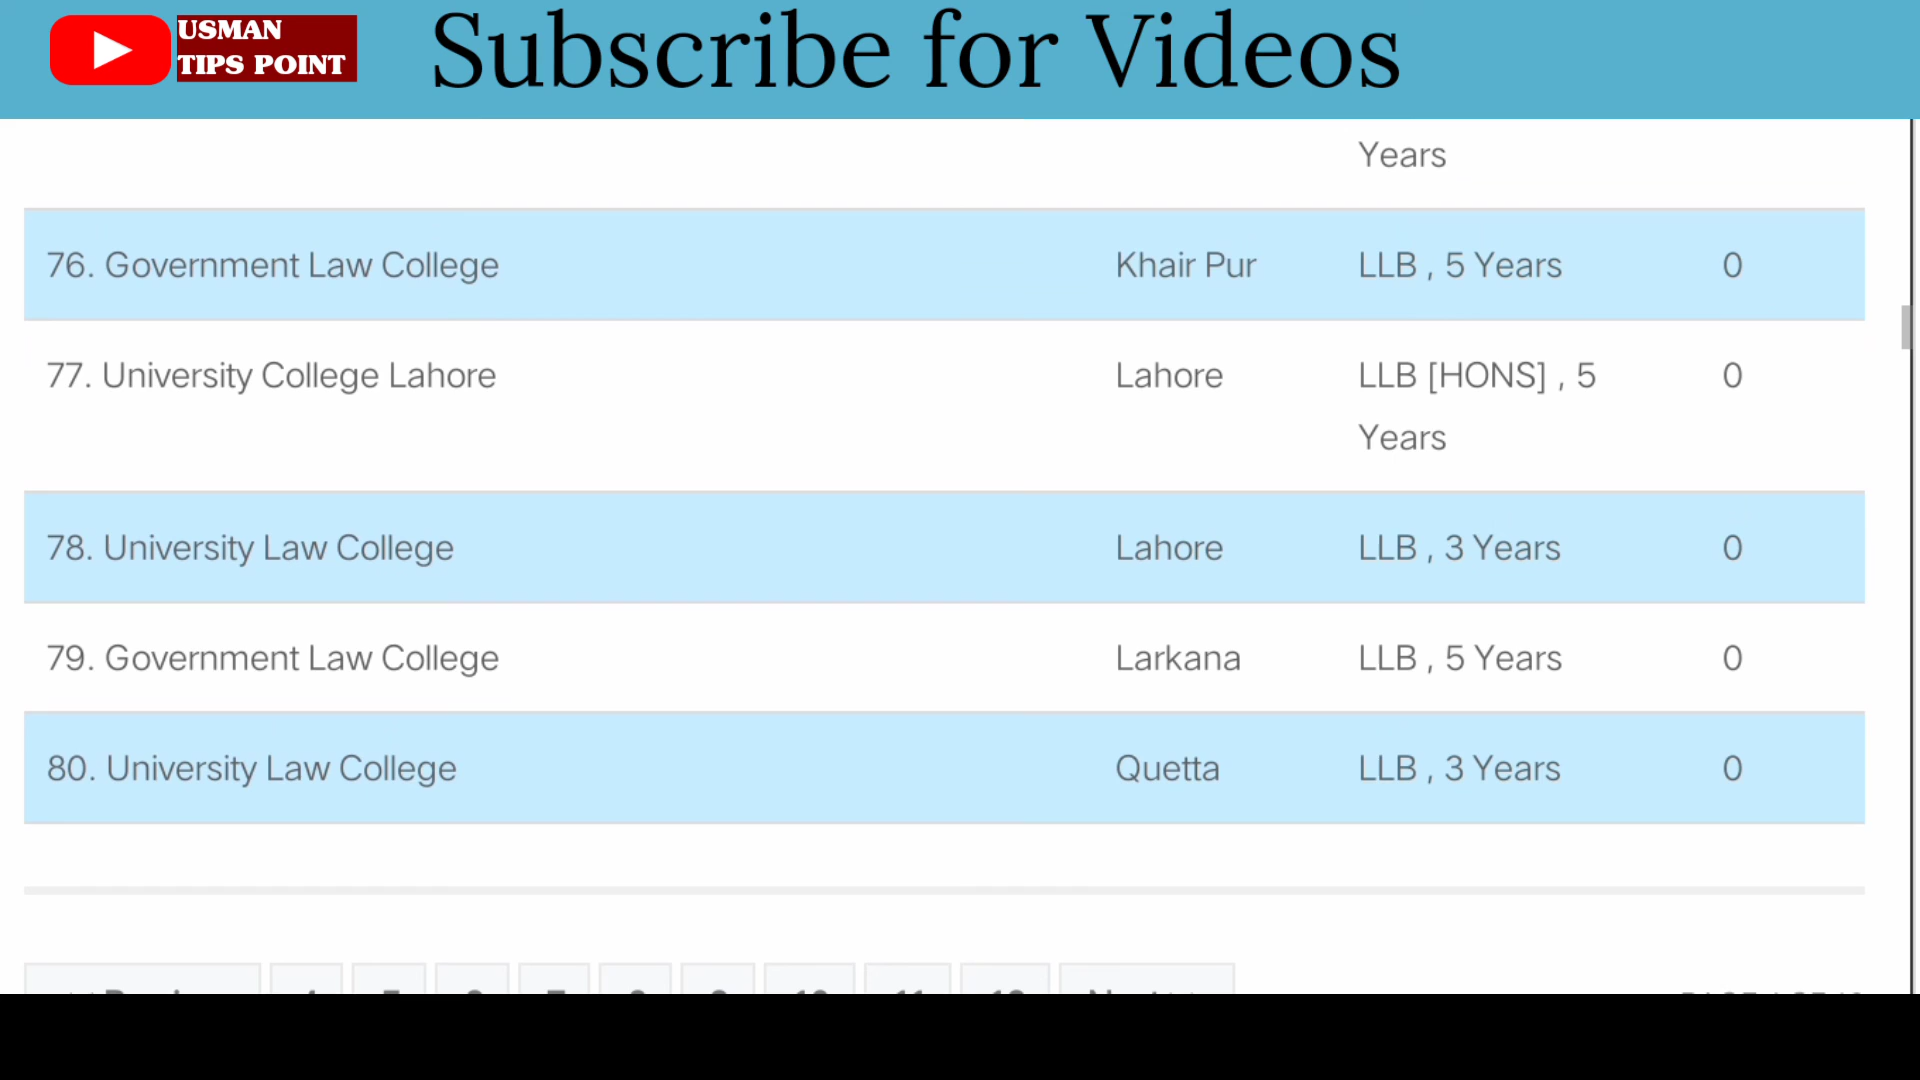 USMAN
TIPS POINT
Subscribe for Videos
Years
76. Government Law College Khair Pur LLB , 5 Years 0
77. University College Lahore Lahore LLB [HONS] , 5 0
Years
78. University Law College Lahore LLB , 3 Years 0
79. Government Law College Larkana LLB , 5 Years 0
80. University Law College Quetta LLB , 3 Years 0